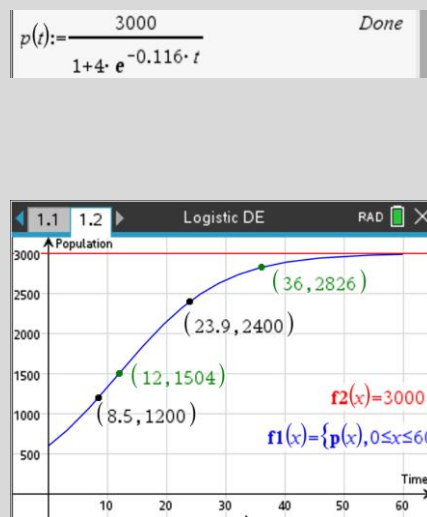 p(t):=3000/(1+4· e^(-0.116· t)) Done
1.1 1.2 Logistic DE RAD
Population
3000
(36,2826)
2500
(23.9,2400)
2000
1500
(12,1504)
f2(x)=3000
1000
(8.5,1200)
f1(x)={p(x),0≤x≤60
500
Time
10 20 30 40 50 60